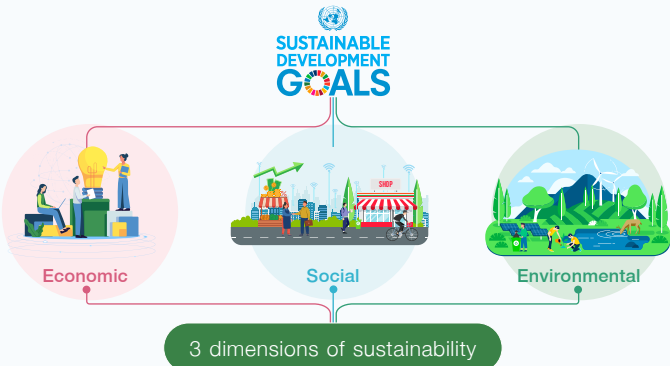 SUSTAINABLE
DEVELOPMENT
GOALS
SHOP
Economic
Social
Environmental
3 dimensions of sustainability